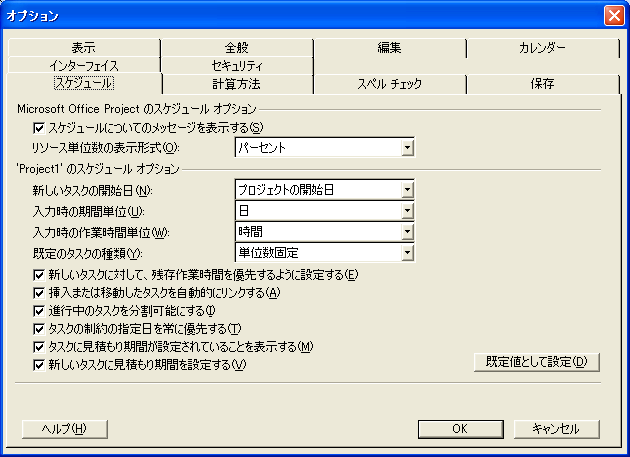 オプション
表示 全般 編集 カレンダー
インターフェイス セキュリティ
スケジュール 計算方法 スペル チェック 保存
Microsoft Office Project のスケジュール オプション
スケジュールについてのメッセージを表示する(S)
リソース単位数の表示形式(O): パーセント
'Project1' のスケジュール オプション
新しいタスクの開始日(N): プロジェクトの開始日
入力時の期間単位(U): 日
入力時の作業時間単位(W): 時間
既定のタスクの種類(Y): 単位数固定
新しいタスクに対して、残存作業時間を優先するように設定する(E)
挿入または移動したタスクを自動的にリンクする(A)
進行中のタスクを分割可能にする(I)
タスクの制約の指定日を常に優先する(T)
タスクに見積もり期間が設定されていることを表示する(M)
新しいタスクに見積もり期間を設定する(V)
既定値として設定(D)
ヘルプ(H) OK キャンセル